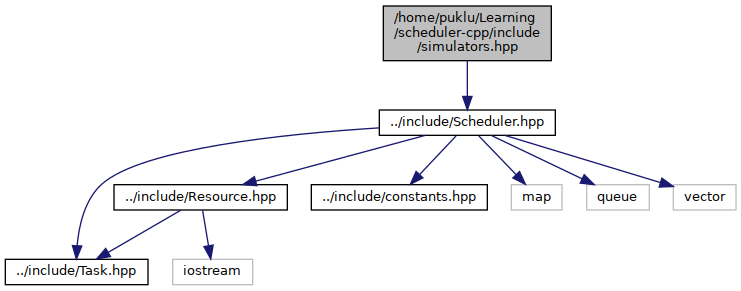 /home/puklu/Learning
/scheduler-cpp/include
/simulators.hpp
../include/Scheduler.hpp
../include/Resource.hpp
../include/constants.hpp
map
queue
vector
../include/Task.hpp
iostream